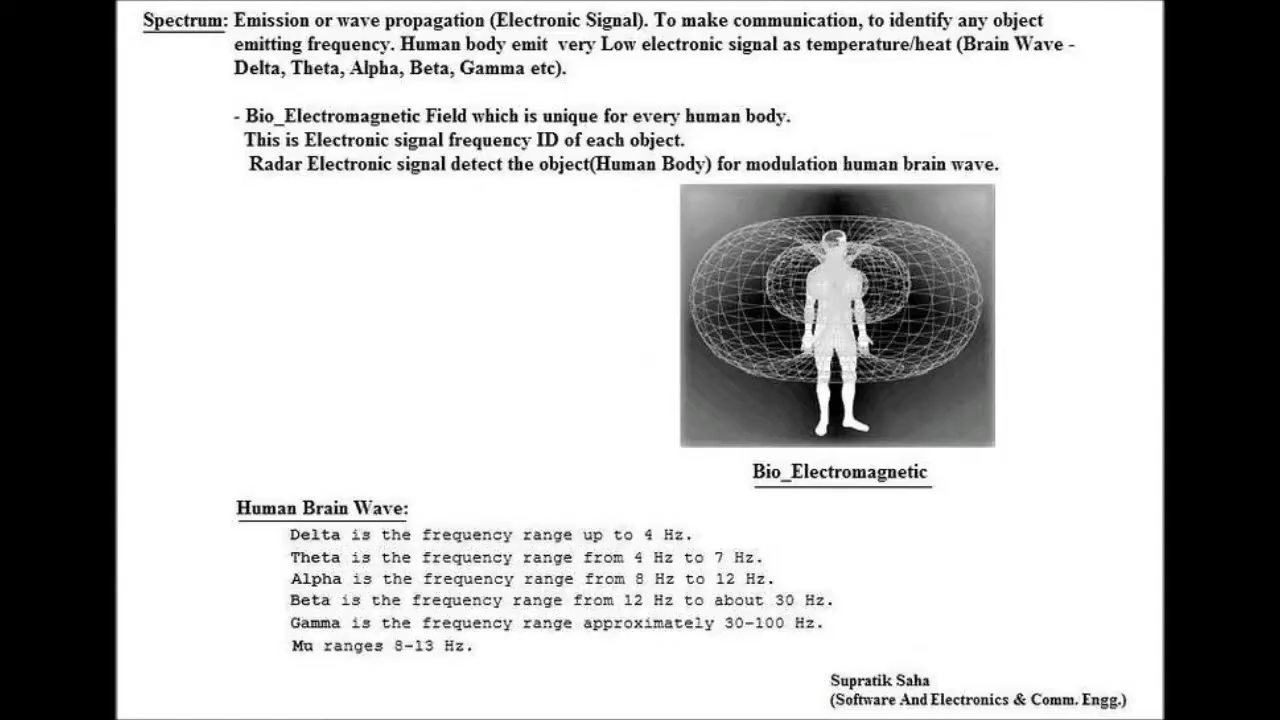 Spectrum: Emission or wave propagation (Electronic Signal). To make communication, to identify any object
emitting frequency. Human body emit very Low electronic signal as temperature/heat (Brain Wave -
Delta, Theta, Alpha, Beta, Gamma etc).
- Bio_Electromagnetic Field which is unique for every human body.
This is Electronic signal frequency ID of each object.
Radar Electronic signal detect the object(Human Body) for modulation human brain wave.
Bio_Electromagnetic
Human Brain Wave:
Delta is the frequency range up to 4 Hz.
Theta is the frequency range from 4 Hz to 7 Hz.
Alpha is the frequency range from 8 Hz to 12 Hz.
Beta is the frequency range from 12 Hz to about 30 Hz.
Gamma is the frequency range approximately 30-100 Hz.
Mu ranges 8-13 Hz.
Supratik Saha
(Software And Electronics & Comm. Engg.)